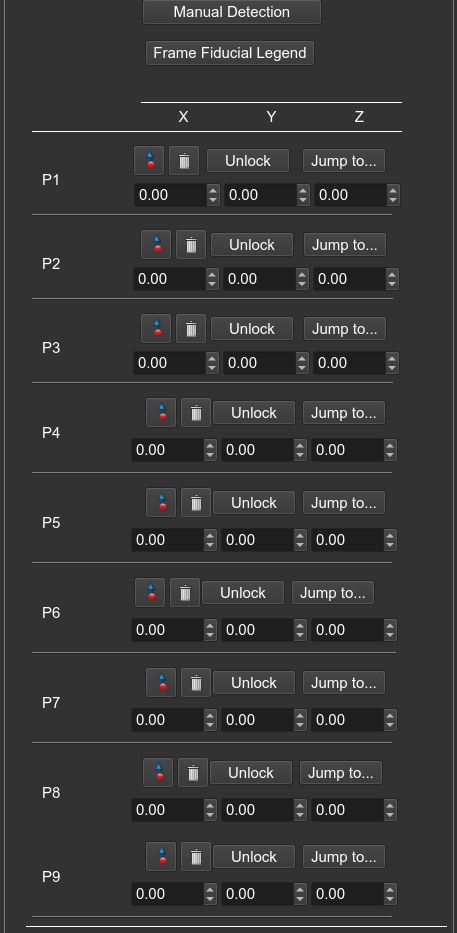 Manual Detection
Frame Fiducial Legend
X Y Z
P1
Unlock Jump to...
0.00 0.00 0.00
P2
Unlock Jump to...
0.00 0.00 0.00
P3
Unlock Jump to...
0.00 0.00 0.00
P4
Unlock Jump to...
0.00 0.00 0.00
P5
Unlock Jump to...
0.00 0.00 0.00
P6
Unlock Jump to...
0.00 0.00 0.00
P7
Unlock Jump to...
0.00 0.00 0.00
P8
Unlock Jump to...
0.00 0.00 0.00
P9
Unlock Jump to...
0.00 0.00 0.00